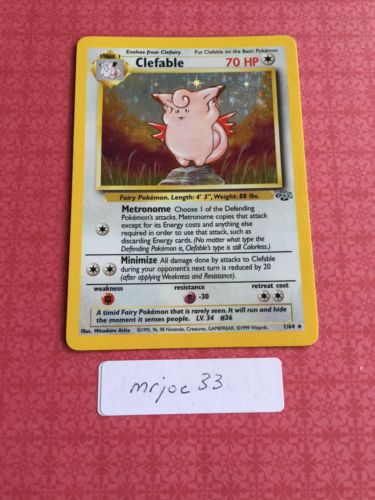 STAGE 1
Evolves from Clefairy
Put Clefable on the Basic Pokémon
Clefable
70 HP
Fairy Pokémon. Length: 4' 3", Weight: 88 lbs.
Metronome Choose 1 of the Defending
Pokémon's attacks. Metronome copies that attack
except for its Energy costs and anything else
required in order to use that attack, such as
discarding Energy cards. (No matter what type the
Defending Pokémon is, Clefable's type is still Colorless.)
Minimize All damage done by attacks to Clefable
during your opponent's next turn is reduced by 20
(after applying Weakness and Resistance).
weakness
resistance
retreat cost
-30
A timid Fairy Pokémon that is rarely seen. It will run and hide
the moment it senses people. LV. 34 #36
Illus. Mitsuhiro Arita
©1995, 96, 98 Nintendo, Creatures, GAMEFREAK. ©1999 Wizards.
1/64 ★
mrjoe33